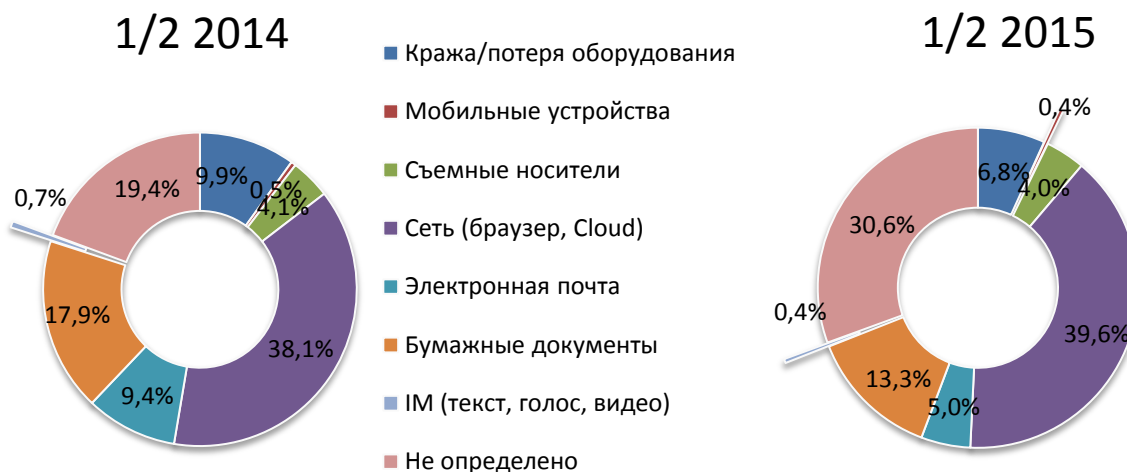 1/2 2014
9,9%
0,5%
4,1%
38,1%
9,4%
17,9%
0,7%
19,4%
Кража/потеря оборудования
Мобильные устройства
Съемные носители
Сеть (браузер, Cloud)
Электронная почта
Бумажные документы
IM (текст, голос, видео)
Не определено
1/2 2015
6,8%
0,4%
4,0%
39,6%
5,0%
13,3%
0,4%
30,6%